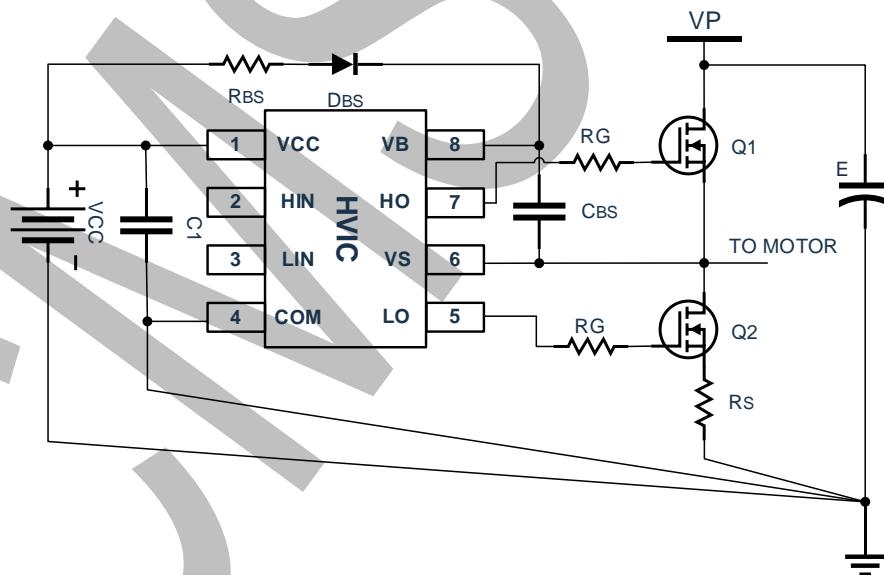 VP
RBS
DBS
1 VCC VB 8
2 HIN HO 7
3 LIN VS 6
4 COM LO 5
HVIC
+
VCC
-
C1
CBS
RG
Q1
E
TO MOTOR
RG
Q2
RS